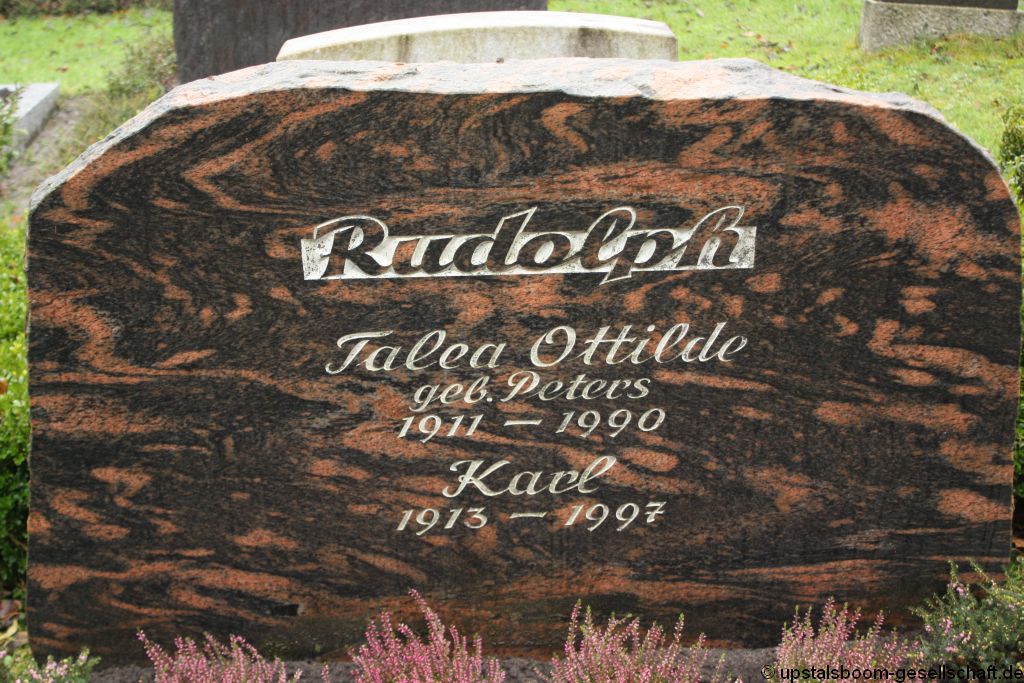 Rudolph
Talea Ottilde
geb. Peters
1911 – 1990
Karl
1913 – 1997
©upstalsboom-gesellschaft.de